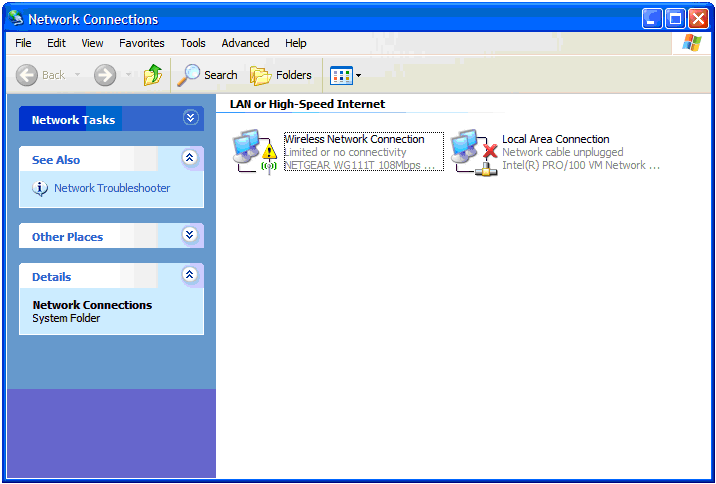 Network Connections
File Edit View Favorites Tools Advanced Help
Back Search Folders
Network Tasks
See Also
Network Troubleshooter
Other Places
Details
Network Connections
System Folder
LAN or High-Speed Internet
Wireless Network Connection
Limited or no connectivity
NETGEAR WG111T 108Mbps ...
Local Area Connection
Network cable unplugged
Intel(R) PRO/100 VM Network ...